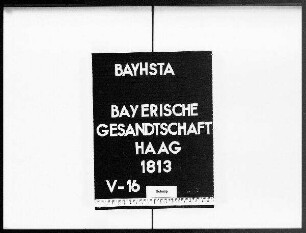 BAYHSTA
BAYERISCHE
GESANDTSCHAFT
HAAG
1813
V-16